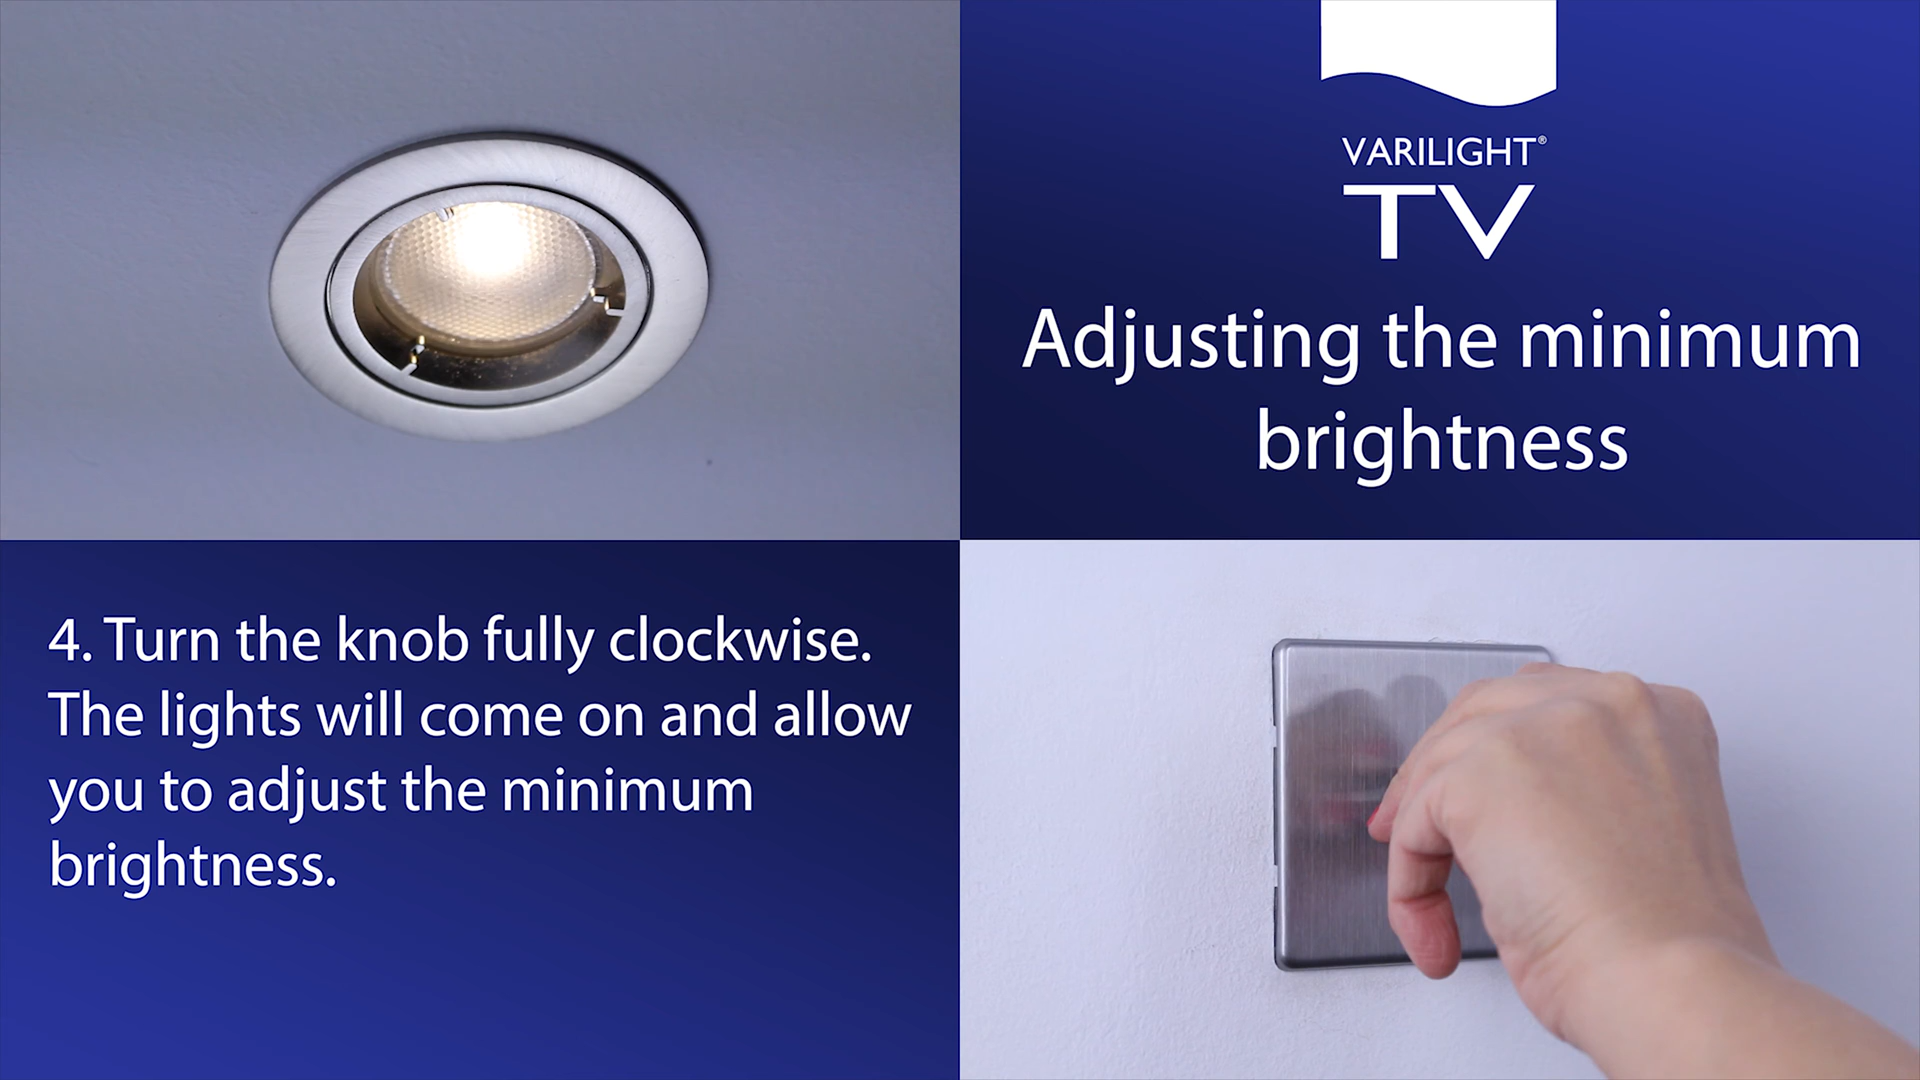 VARILIGHT®
TV
Adjusting the minimum
brightness
4. Turn the knob fully clockwise.
The lights will come on and allow
you to adjust the minimum
brightness.